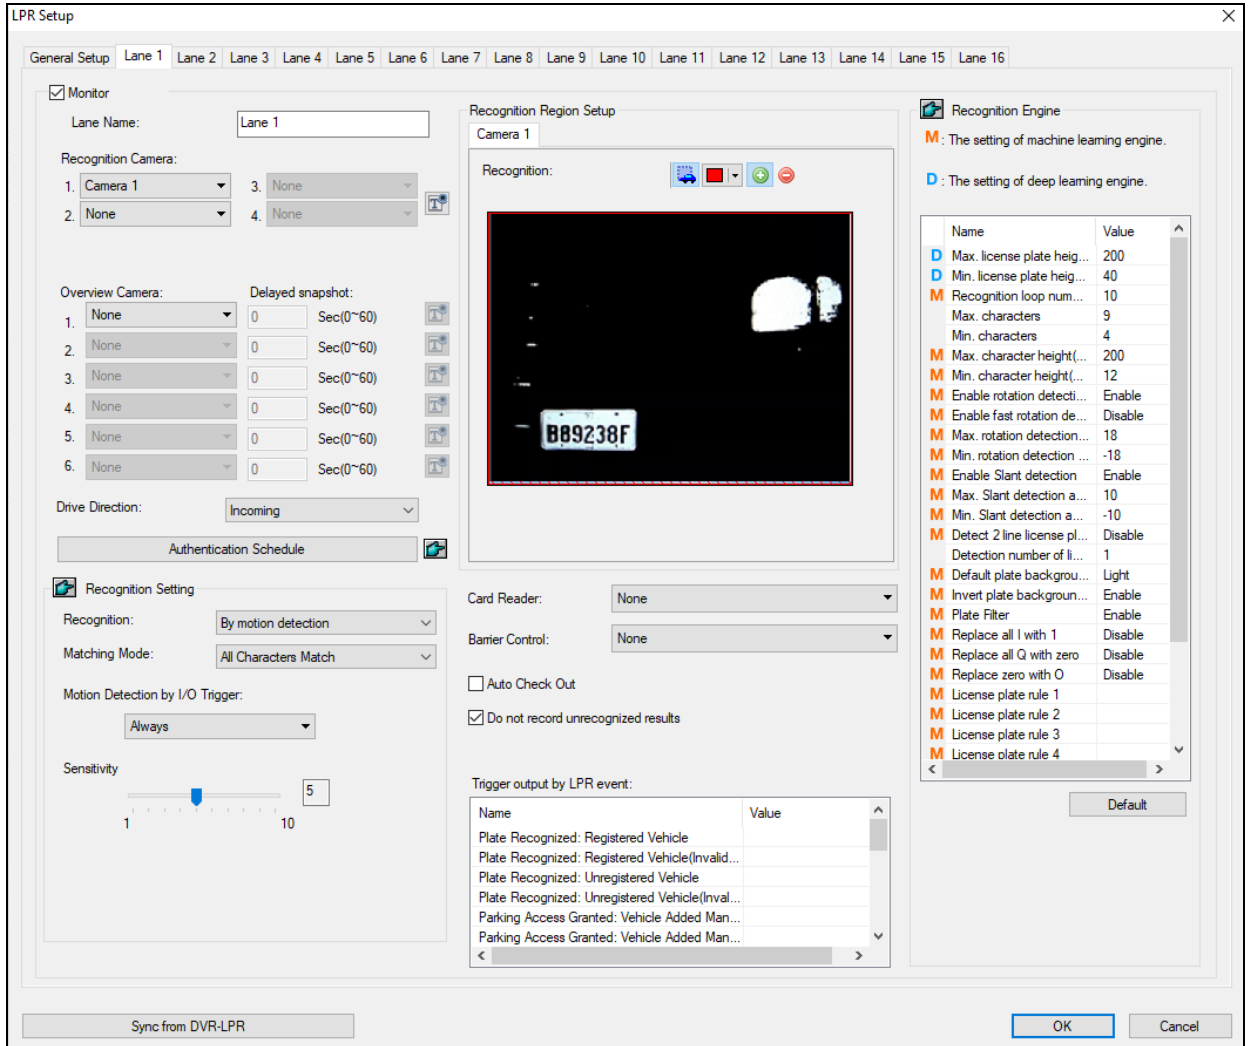 LPR Setup
General Setup Lane 1 Lane 2 Lane 3 Lane 4 Lane 5 Lane 6 Lane 7 Lane 8 Lane 9 Lane 10 Lane 11 Lane 12 Lane 13 Lane 14 Lane 15 Lane 16
Monitor
Lane Name: Lane 1
Recognition Camera:
1. Camera 1 3. None
2. None 4. None
Overview Camera: Delayed snapshot:
1. None 0 Sec(0~60)
2. None 0 Sec(0~60)
3. None 0 Sec(0~60)
4. None 0 Sec(0~60)
5. None 0 Sec(0~60)
6. None 0 Sec(0~60)
Drive Direction: Incoming
Authentication Schedule
Recognition Setting
Recognition: By motion detection
Matching Mode: All Characters Match
Motion Detection by I/O Trigger:
Always
Sensitivity
5
1 10
Recognition Region Setup
Camera 1
Recognition:
BB9238F
Card Reader: None
Barrier Control: None
Auto Check Out
Do not record unrecognized results
Trigger output by LPR event:
Name Value
Plate Recognized: Registered Vehicle
Plate Recognized: Registered Vehicle(Invalid...
Plate Recognized: Unregistered Vehicle
Plate Recognized: Unregistered Vehicle(Inval...
Parking Access Granted: Vehicle Added Man...
Parking Access Granted: Vehicle Added Man...
Recognition Engine
M : The setting of machine learning engine.
D : The setting of deep learning engine.
Name Value
D Max. license plate heig... 200
D Min. license plate heig... 40
M Recognition loop num... 10
Max. characters 9
Min. characters 4
M Max. character height(... 200
M Min. character height(... 12
M Enable rotation detecti... Enable
M Enable fast rotation de... Disable
M Max. rotation detection... 18
M Min. rotation detection ... -18
M Enable Slant detection Enable
M Max. Slant detection a... 10
M Min. Slant detection a... -10
M Detect 2 line license pl... Disable
Detection number of li... 1
M Default plate backgrou... Light
M Invert plate backgroun... Enable
M Plate Filter Enable
M Replace all I with 1 Disable
M Replace all Q with zero Disable
M Replace zero with O Disable
M License plate rule 1
M License plate rule 2
M License plate rule 3
M License plate rule 4
Default
Sync from DVR-LPR
OK Cancel